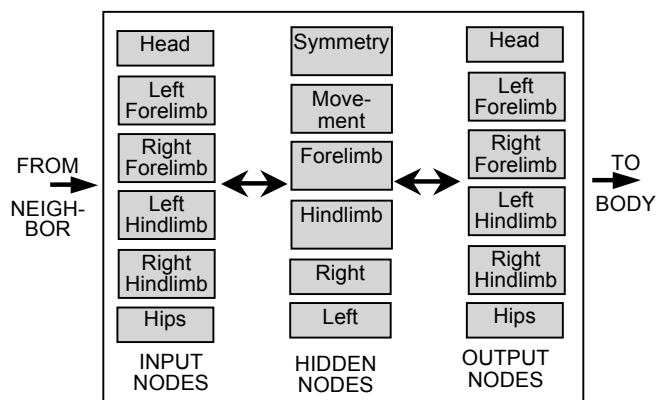 Head
Left
Forelimb
Right
Forelimb
Left
Hindlimb
Right
Hindlimb
Hips
INPUT
NODES
Symmetry
Move-
ment
Forelimb
Hindlimb
Right
Left
HIDDEN
NODES
Head
Left
Forelimb
Right
Forelimb
Left
Hindlimb
Right
Hindlimb
Hips
OUTPUT
NODES
FROM
NEIGH-
BOR
TO
BODY